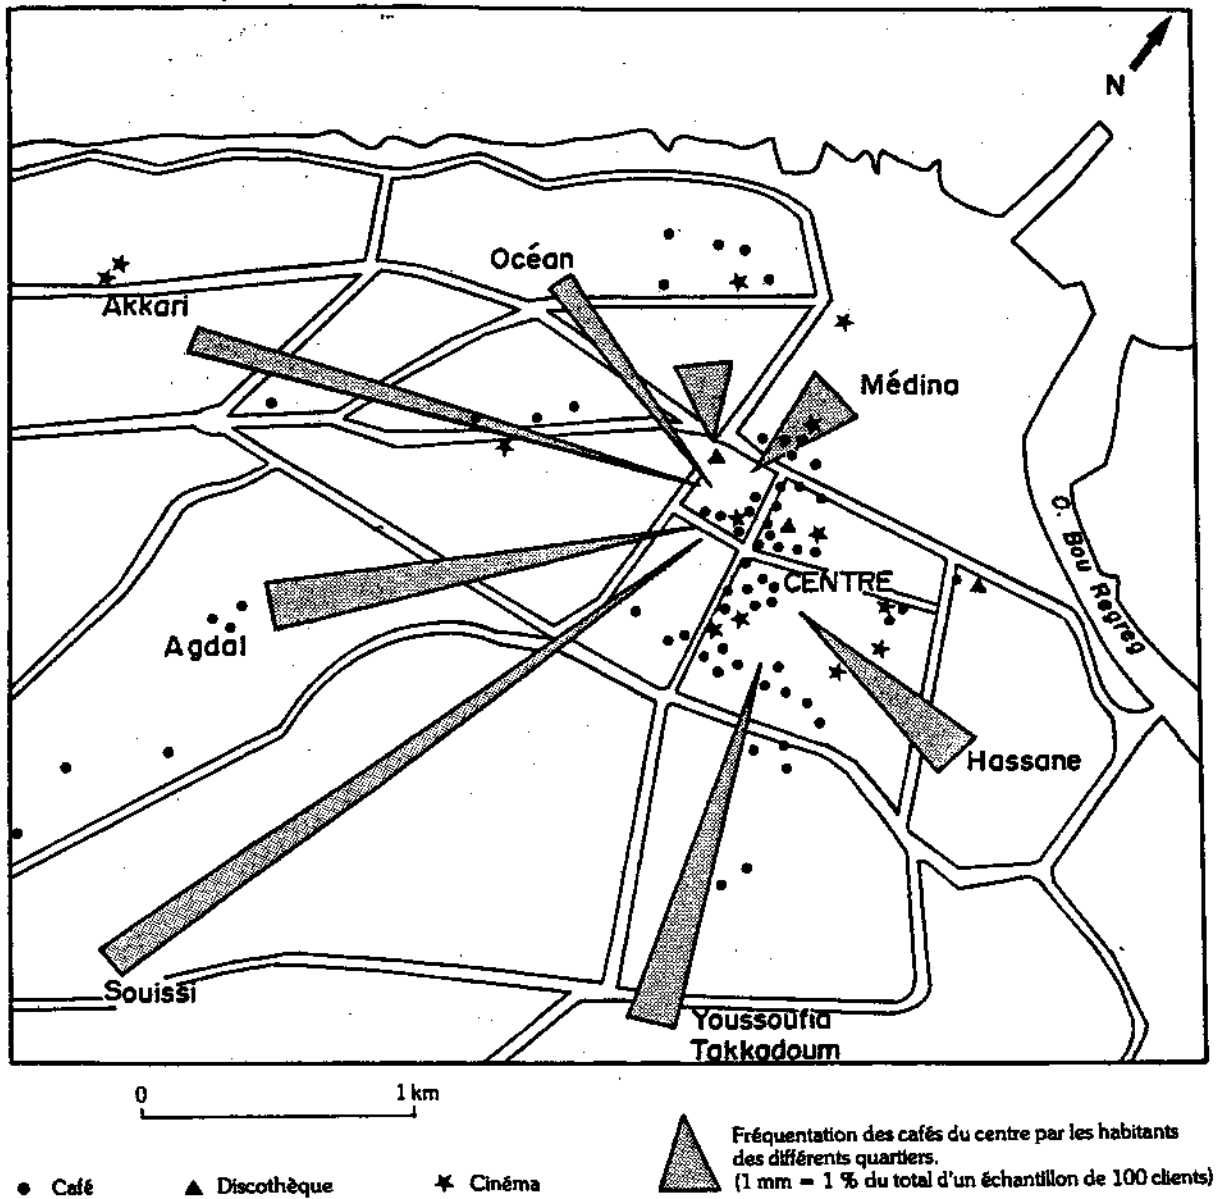 N
Océan
Akkari
Médina
O. Bou Regreg
CENTRE
Agdal
Hassane
Souissi
Youssoufia
Takkadoum
0 1 km
Fréquentation des cafés du centre par les habitants
des différents quartiers.
(1 mm = 1 % du total d'un échantillon de 100 clients)
Café Discothèque Cinéma